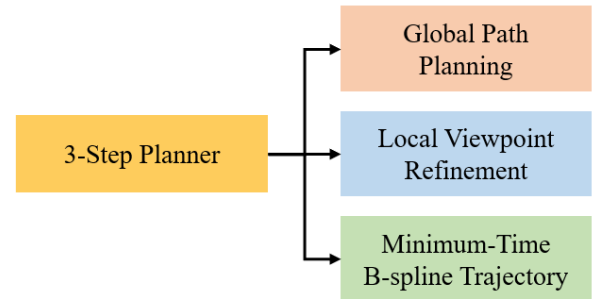 Global Path
Planning
3-Step Planner
Local Viewpoint
Refinement
Minimum-Time
B-spline Trajectory